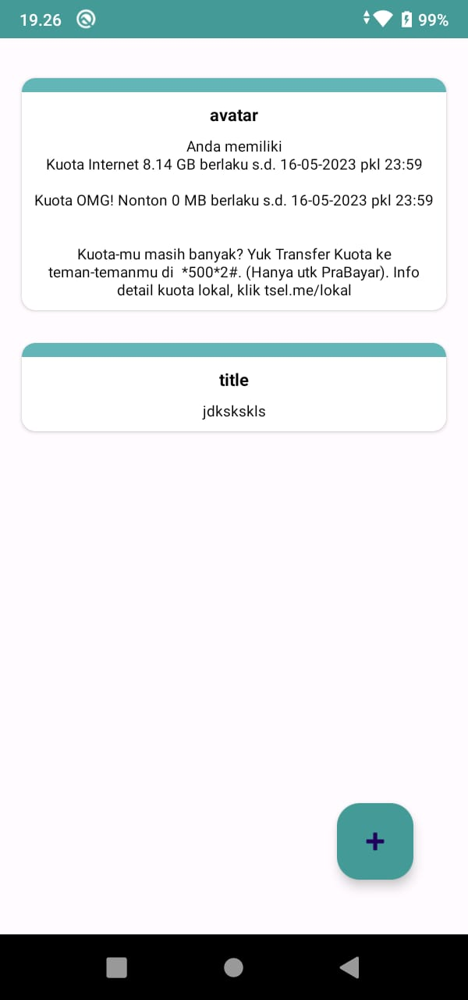 19.26
99%
avatar
Anda memiliki
Kuota Internet 8.14 GB berlaku s.d. 16-05-2023 pkl 23:59
Kuota OMG! Nonton 0 MB berlaku s.d. 16-05-2023 pkl 23:59
Kuota-mu masih banyak? Yuk Transfer Kuota ke
teman-temanmu di  *500*2#. (Hanya utk PraBayar). Info
detail kuota lokal, klik tsel.me/lokal
title
jdkskskls
+